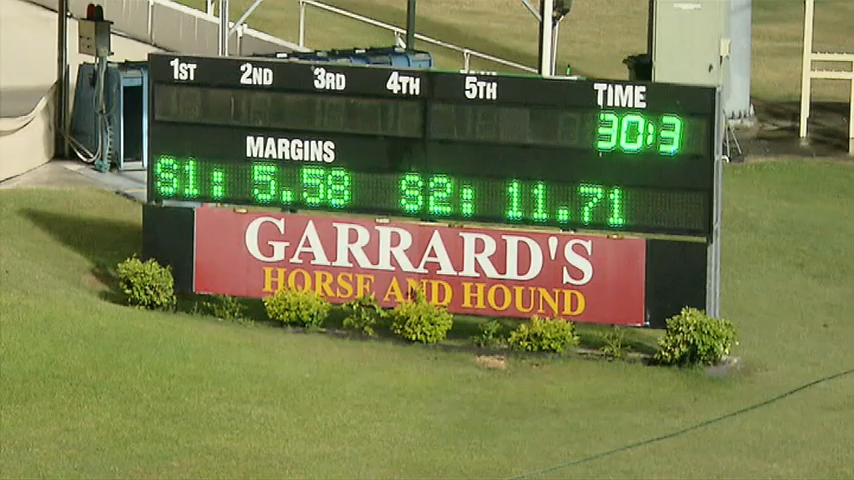 1ST 2ND 3RD 4TH 5TH TIME
30:3
MARGINS
S1: 5.58 S2: 11.71
GARRARD'S
HORSE AND HOUND